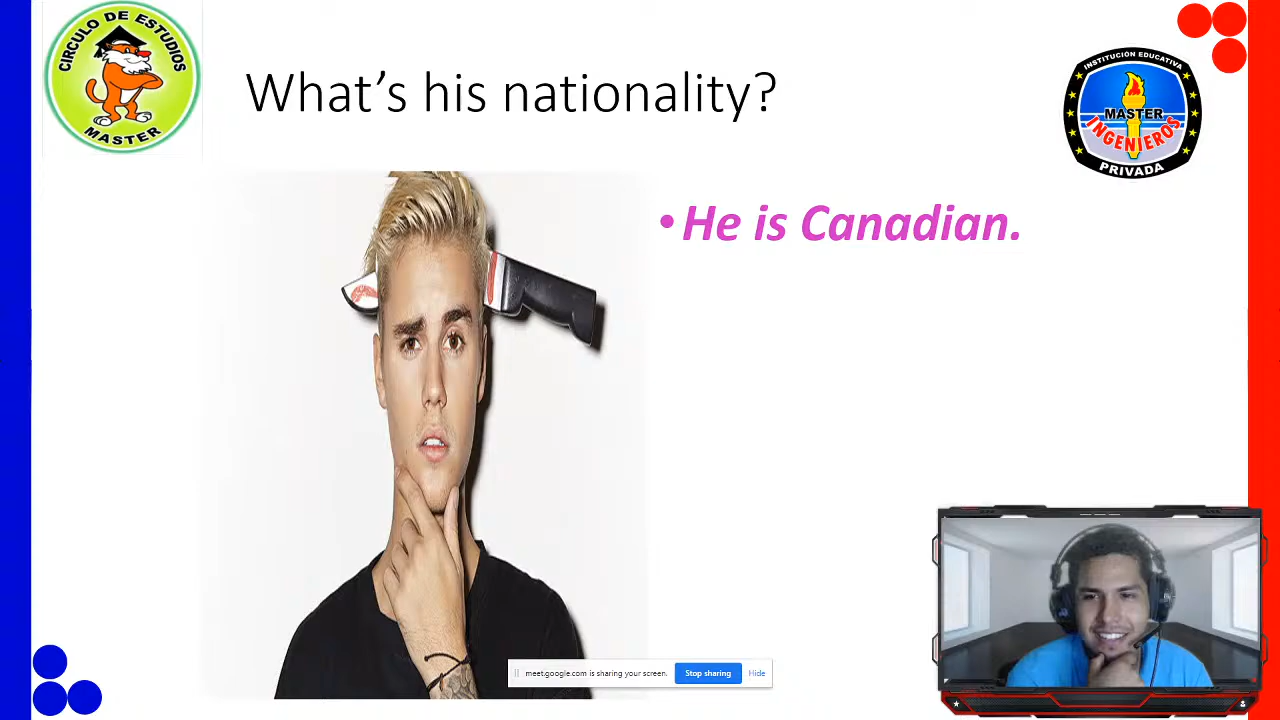 CIRCULO DE ESTUDIOS
MASTER
What's his nationality?
INSTITUCIÓN EDUCATIVA
MASTER
INGENIEROS
PRIVADA
•He is Canadian.
meet.google.com is sharing your screen. Stop sharing Hide